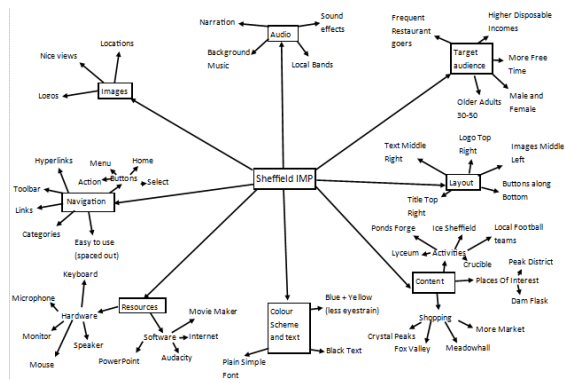 Narration
Sound
effects
Audio
Background
Music
Local Bands
Frequent
Restaurant
goers
Higher Disposable
Incomes
Target
audience
More Free
Time
Male and
Female
Older Adults
30-50
Locations
Nice views
Logos
Images
Sheffield IMP
Hyperlinks
Menu
Home
Action
Buttons
Select
Toolbar
Links
Navigation
Categories
Easy to use
(spaced out)
Text Middle
Right
Logo Top
Right
Images Middle
Left
Layout
Buttons along
Bottom
Title Top
Right
Ponds Forge
Ice Sheffield
Local Football
teams
Lyceum
Activities
Crucible
Peak District
Content
Places Of Interest
Dam Flask
Shopping
More Market
Crystal Peaks
Fox Valley
Meadowhall
Keyboard
Microphone
Hardware
Monitor
Speaker
Mouse
Resources
Movie Maker
Software
Internet
PowerPoint
Audacity
Colour
Scheme
and text
Blue + Yellow
(less eyestrain)
Plain Simple
Font
Black Text